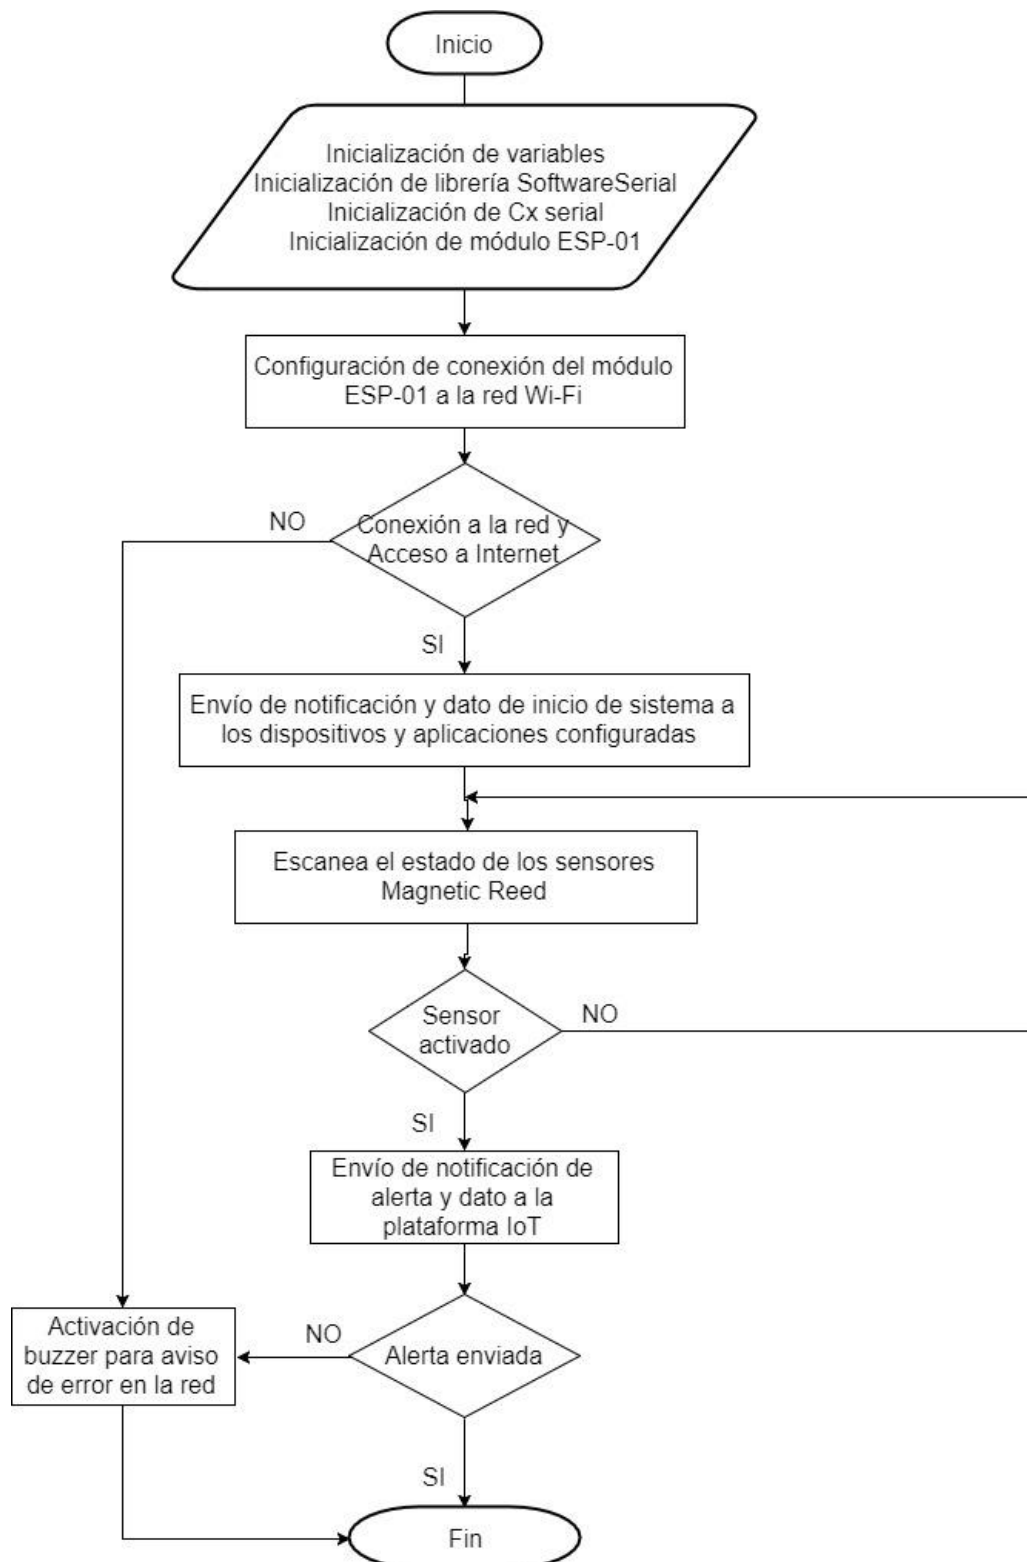 Inicio
Inicialización de variables
Inicialización de librería SoftwareSerial
Inicialización de Cx serial
Inicialización de módulo ESP-01
Configuración de conexión del módulo
ESP-01 a la red Wi-Fi
NO
Conexión a la red y
Acceso a Internet
SI
Envío de notificación y dato de inicio de sistema a
los dispositivos y aplicaciones configuradas
Escanea el estado de los sensores
Magnetic Reed
Sensor
activado
NO
SI
Envío de notificación de
alerta y dato a la
plataforma IoT
Activación de
buzzer para aviso
de error en la red
NO
Alerta enviada
SI
Fin